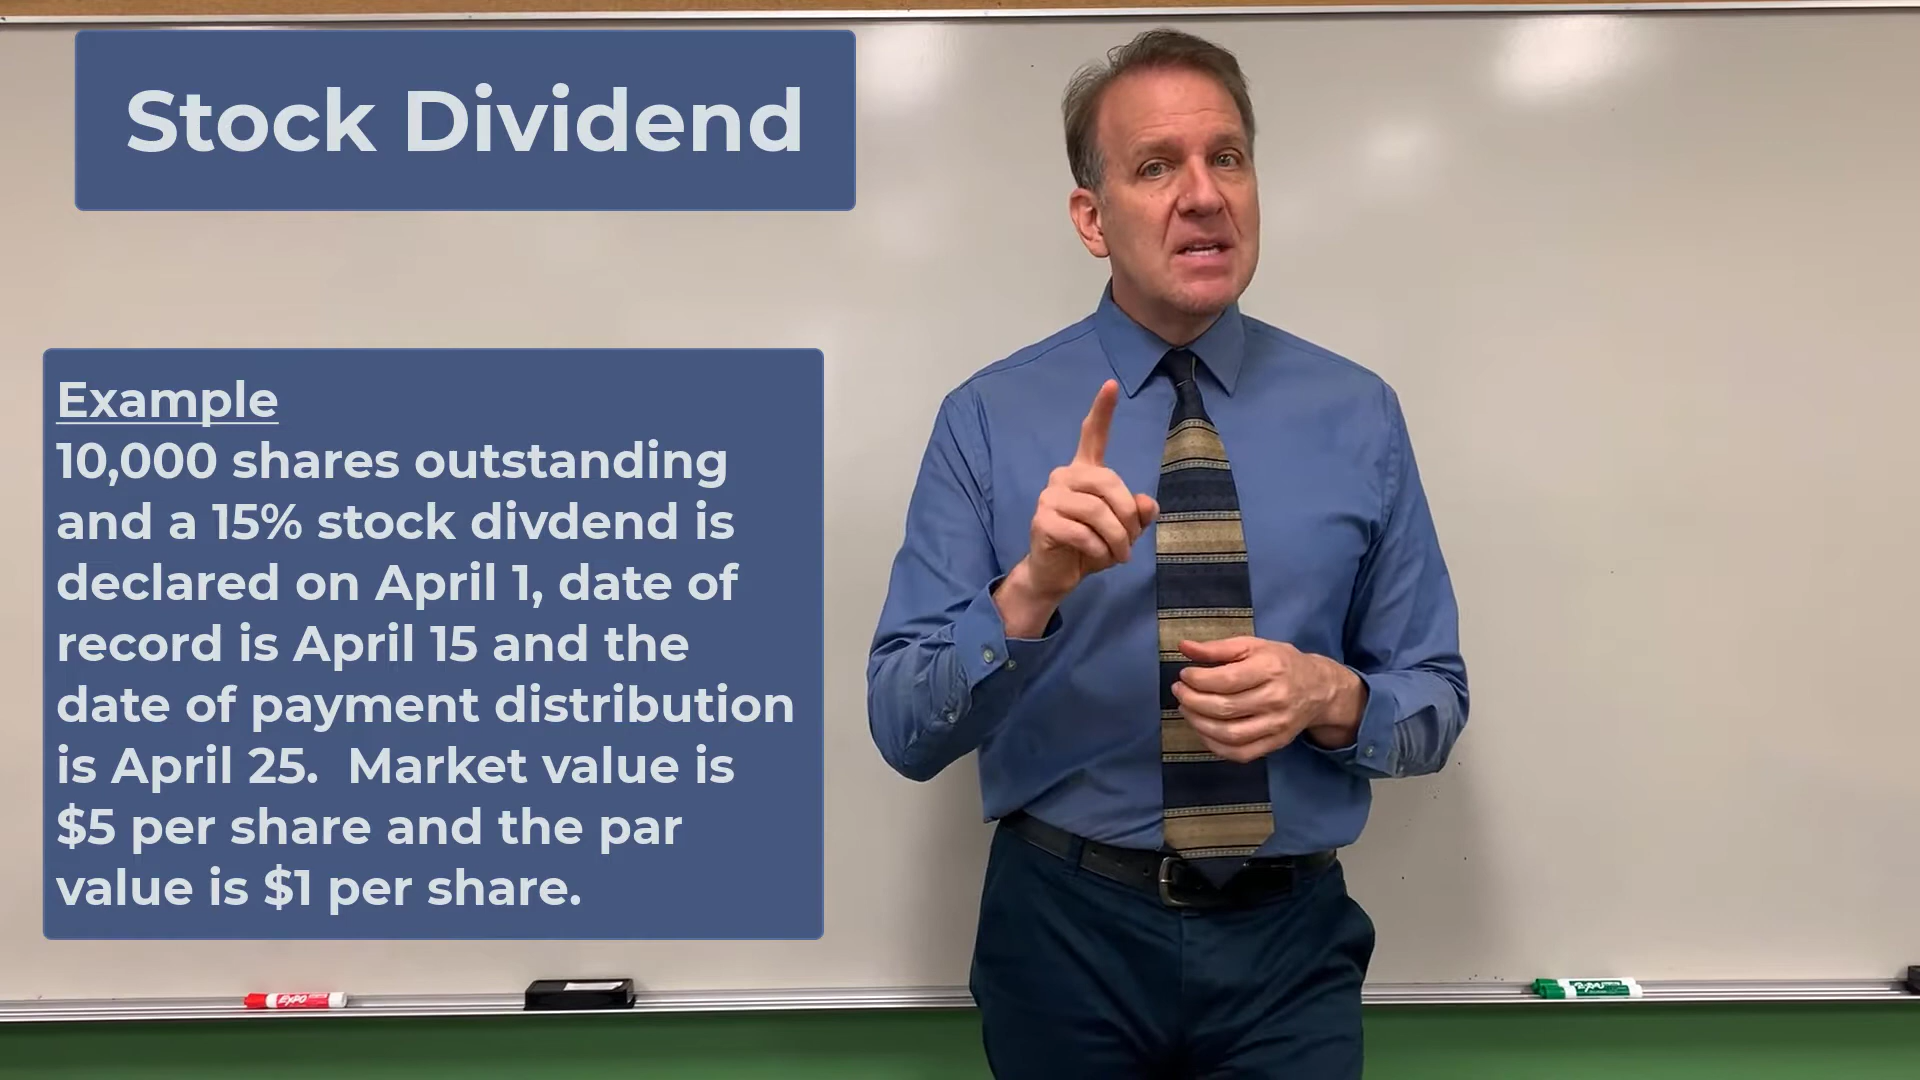 Stock Dividend
Example
10,000 shares outstanding
and a 15% stock divdend is
declared on April 1, date of
record is April 15 and the
date of payment distribution
is April 25.  Market value is
$5 per share and the par
value is $1 per share.
EXPO